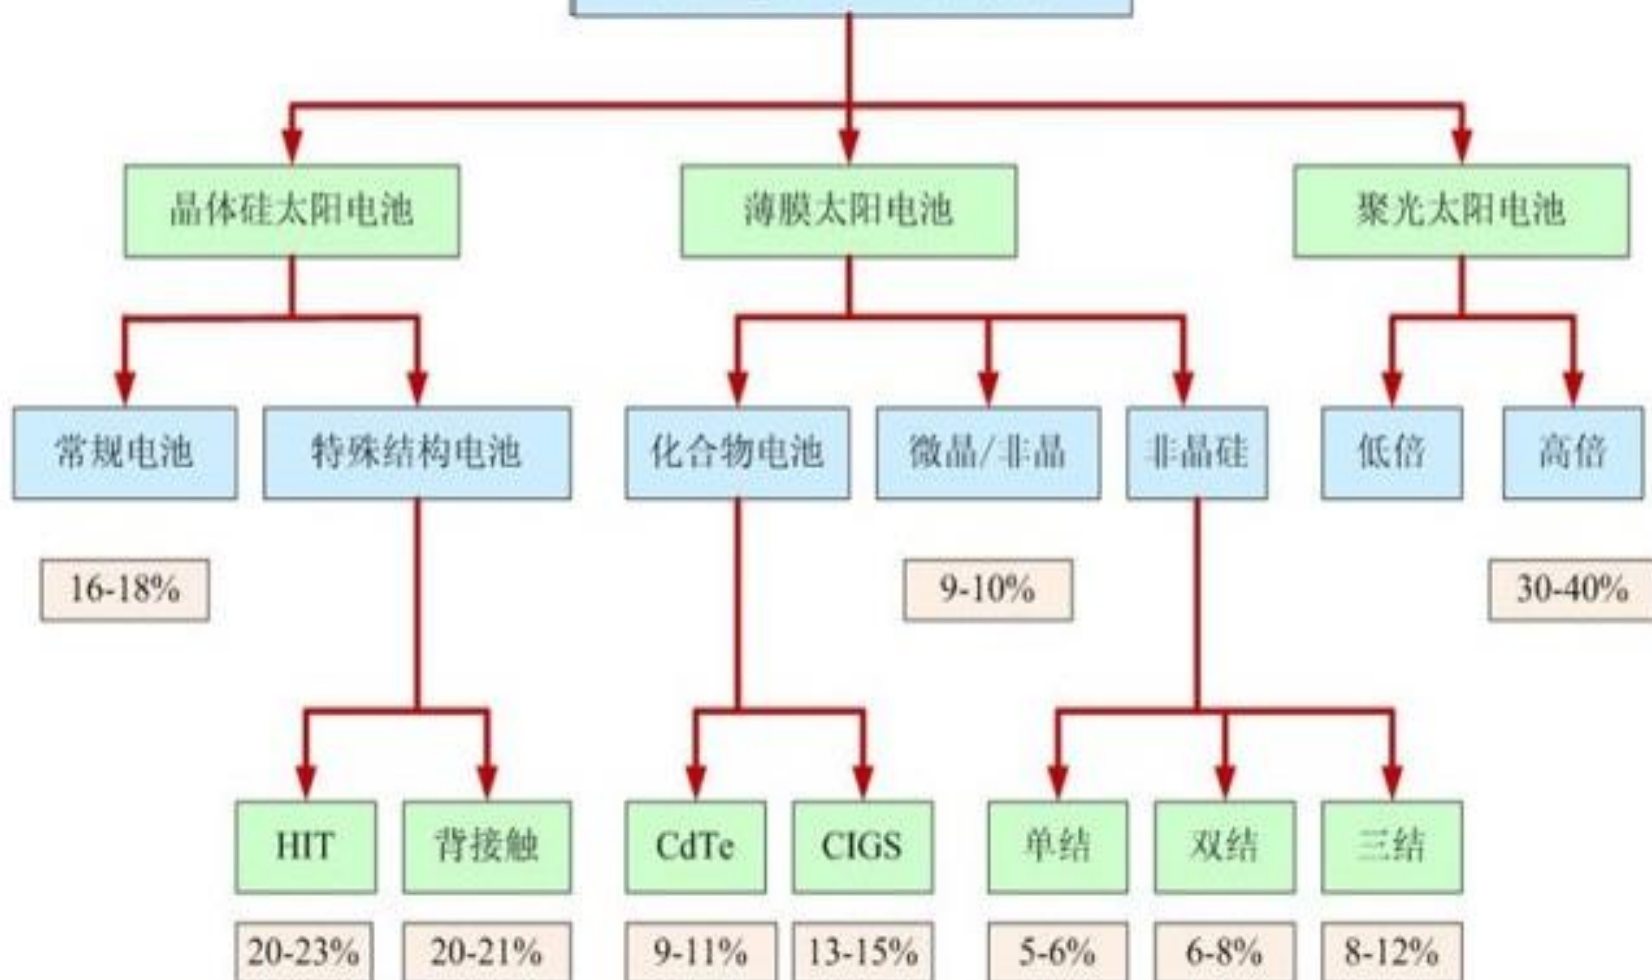 晶体硅太阳电池 薄膜太阳电池 聚光太阳电池
常规电池 特殊结构电池 化合物电池 微晶/非晶 非晶硅 低倍 高倍
16-18% 9-10% 30-40%
HIT 背接触 CdTe CIGS 单结 双结 三结
20-23% 20-21% 9-11% 13-15% 5-6% 6-8% 8-12%